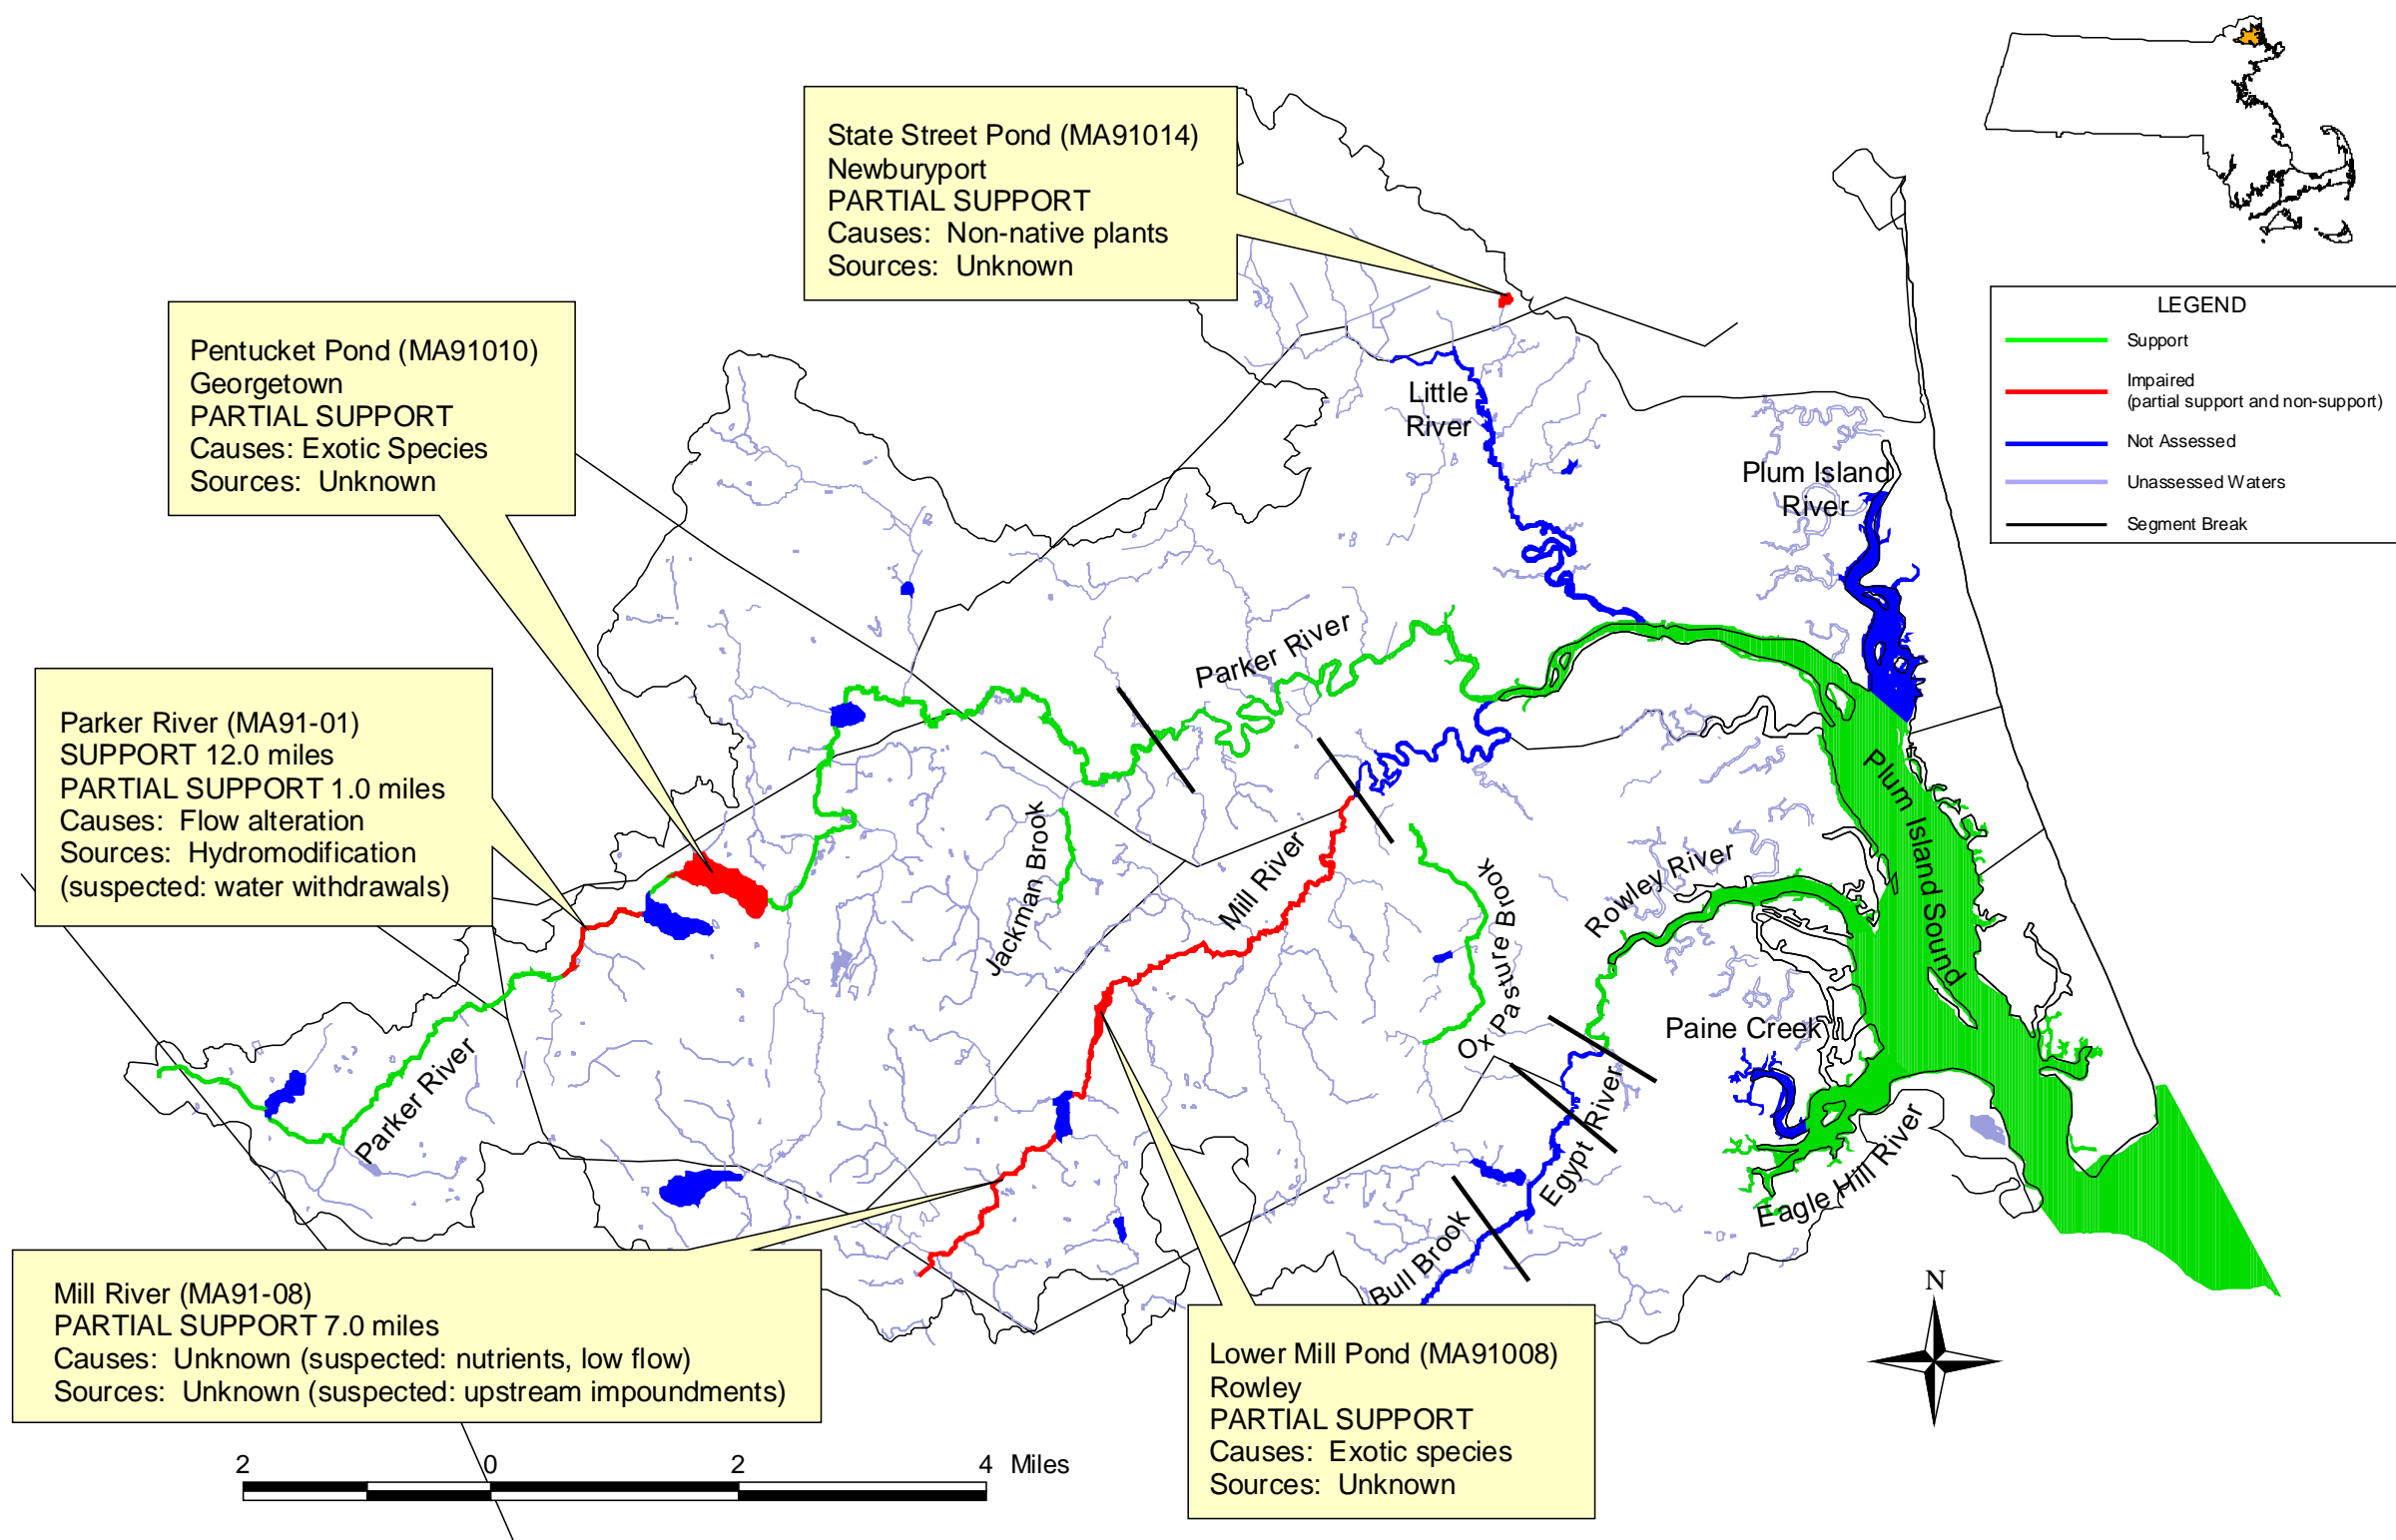 State Street Pond (MA91014)
Newburyport
PARTIAL SUPPORT
Causes: Non-native plants
Sources: Unknown
LEGEND
Support
Impaired
(partial support and non-support)
Not Assessed
Unassessed Waters
Segment Break
Pentucket Pond (MA91010)
Georgetown
PARTIAL SUPPORT
Causes: Exotic Species
Sources: Unknown
Little
River
Plum Island
River
Parker River
Parker River (MA91-01)
SUPPORT 12.0 miles
PARTIAL SUPPORT 1.0 miles
Causes: Flow alteration
Sources: Hydromodification
(suspected: water withdrawals)
Jackman Brook
Mill River
Ox Pasture Brook
Rowley River
Plum Island Sound
Paine Creek
Parker River
Egypt River
Eagle Hill River
Bull Brook
Mill River (MA91-08)
PARTIAL SUPPORT 7.0 miles
Causes: Unknown (suspected: nutrients, low flow)
Sources: Unknown (suspected: upstream impoundments)
Lower Mill Pond (MA91008)
Rowley
PARTIAL SUPPORT
Causes: Exotic species
Sources: Unknown
N
2 0 2 4 Miles